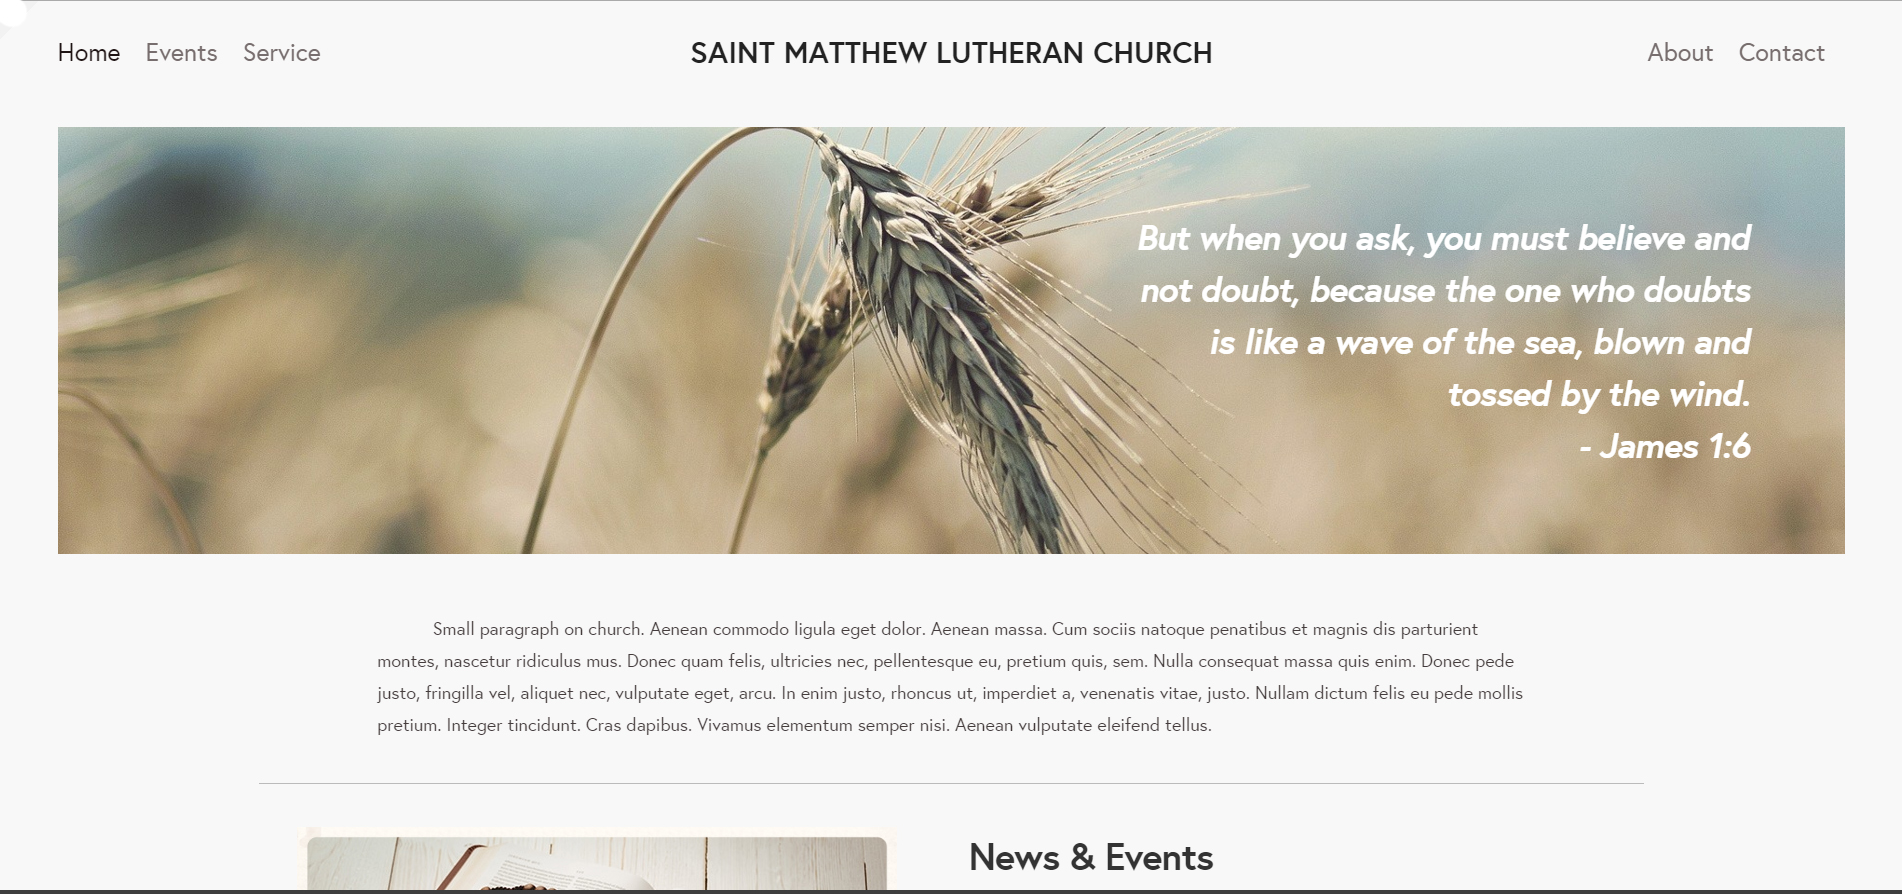 Home Events Service SAINT MATTHEW LUTHERAN CHURCH About Contact
But when you ask, you must believe and
not doubt, because the one who doubts
is like a wave of the sea, blown and
tossed by the wind.
- James 1:6
Small paragraph on church. Aenean commodo ligula eget dolor. Aenean massa. Cum sociis natoque penatibus et magnis dis parturient
montes, nascetur ridiculus mus. Donec quam felis, ultricies nec, pellentesque eu, pretium quis, sem. Nulla consequat massa quis enim. Donec pede
justo, fringilla vel, aliquet nec, vulputate eget, arcu. In enim justo, rhoncus ut, imperdiet a, venenatis vitae, justo. Nullam dictum felis eu pede mollis
pretium. Integer tincidunt. Cras dapibus. Vivamus elementum semper nisi. Aenean vulputate eleifend tellus.
News & Events